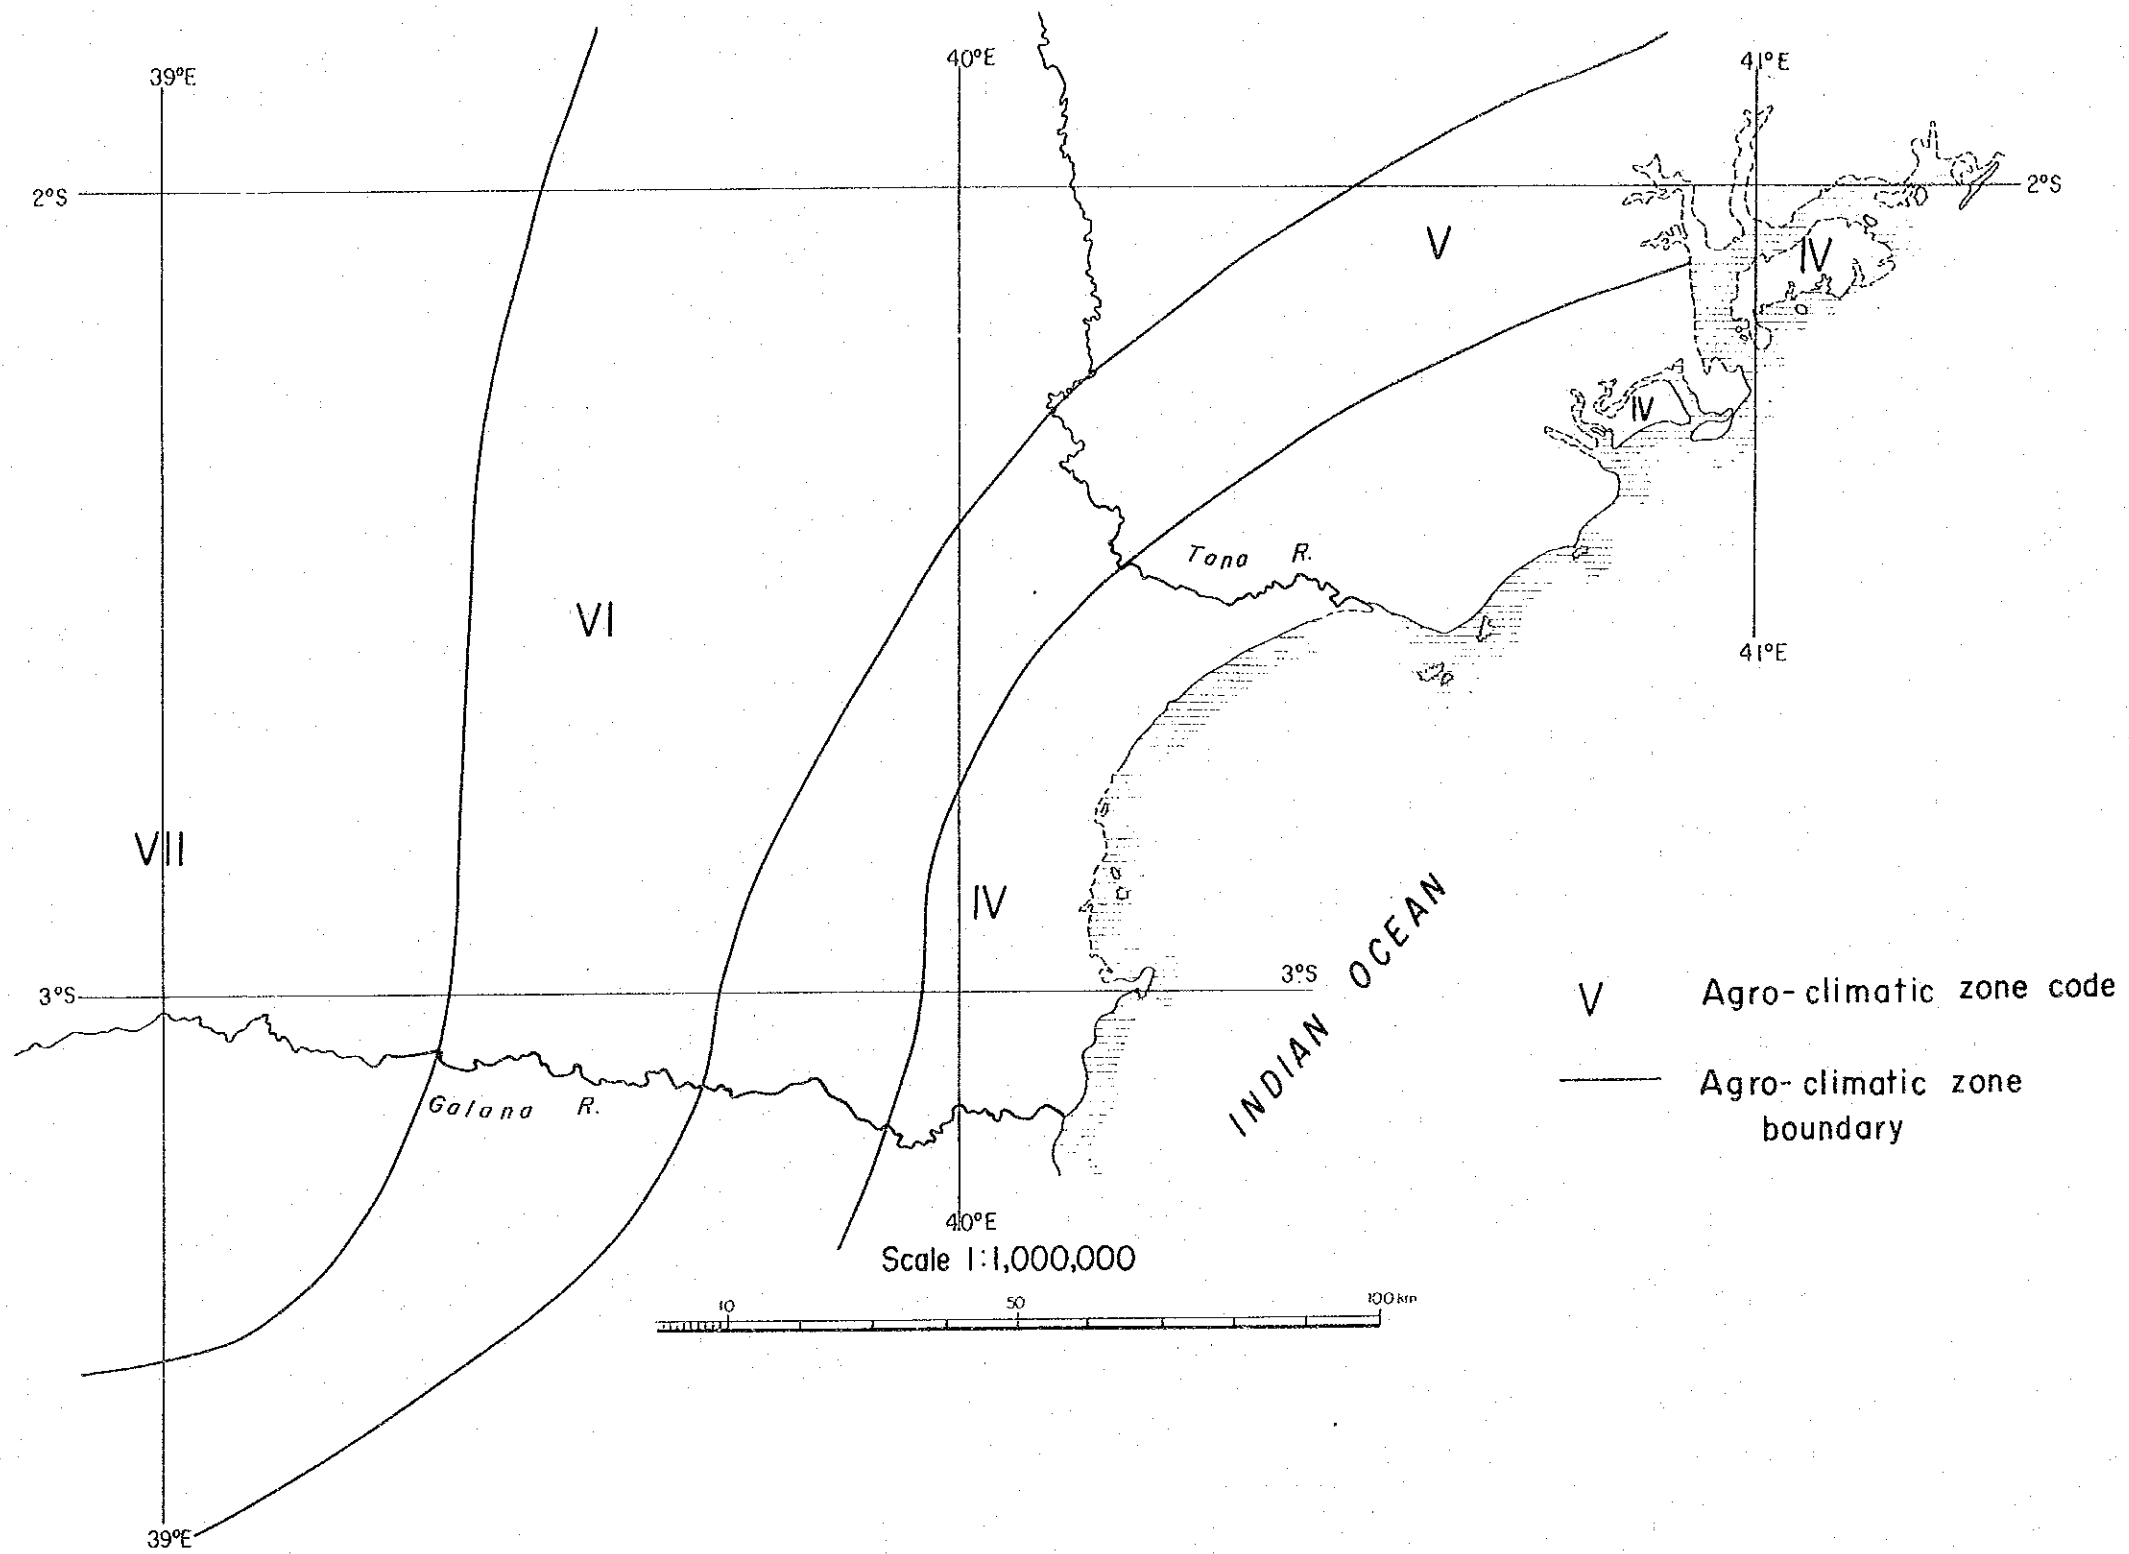 40°E
41°E
39°E
2°S
2°S
V
IV
IV
Tana R.
VI
41°E
VII
IV
3°S
3°S
INDIAN OCEAN
V Agro-climatic zone code
Agro-climatic zone
boundary
Galana R.
40°E
Scale 1:1,000,000
10 50 100 km
39°E